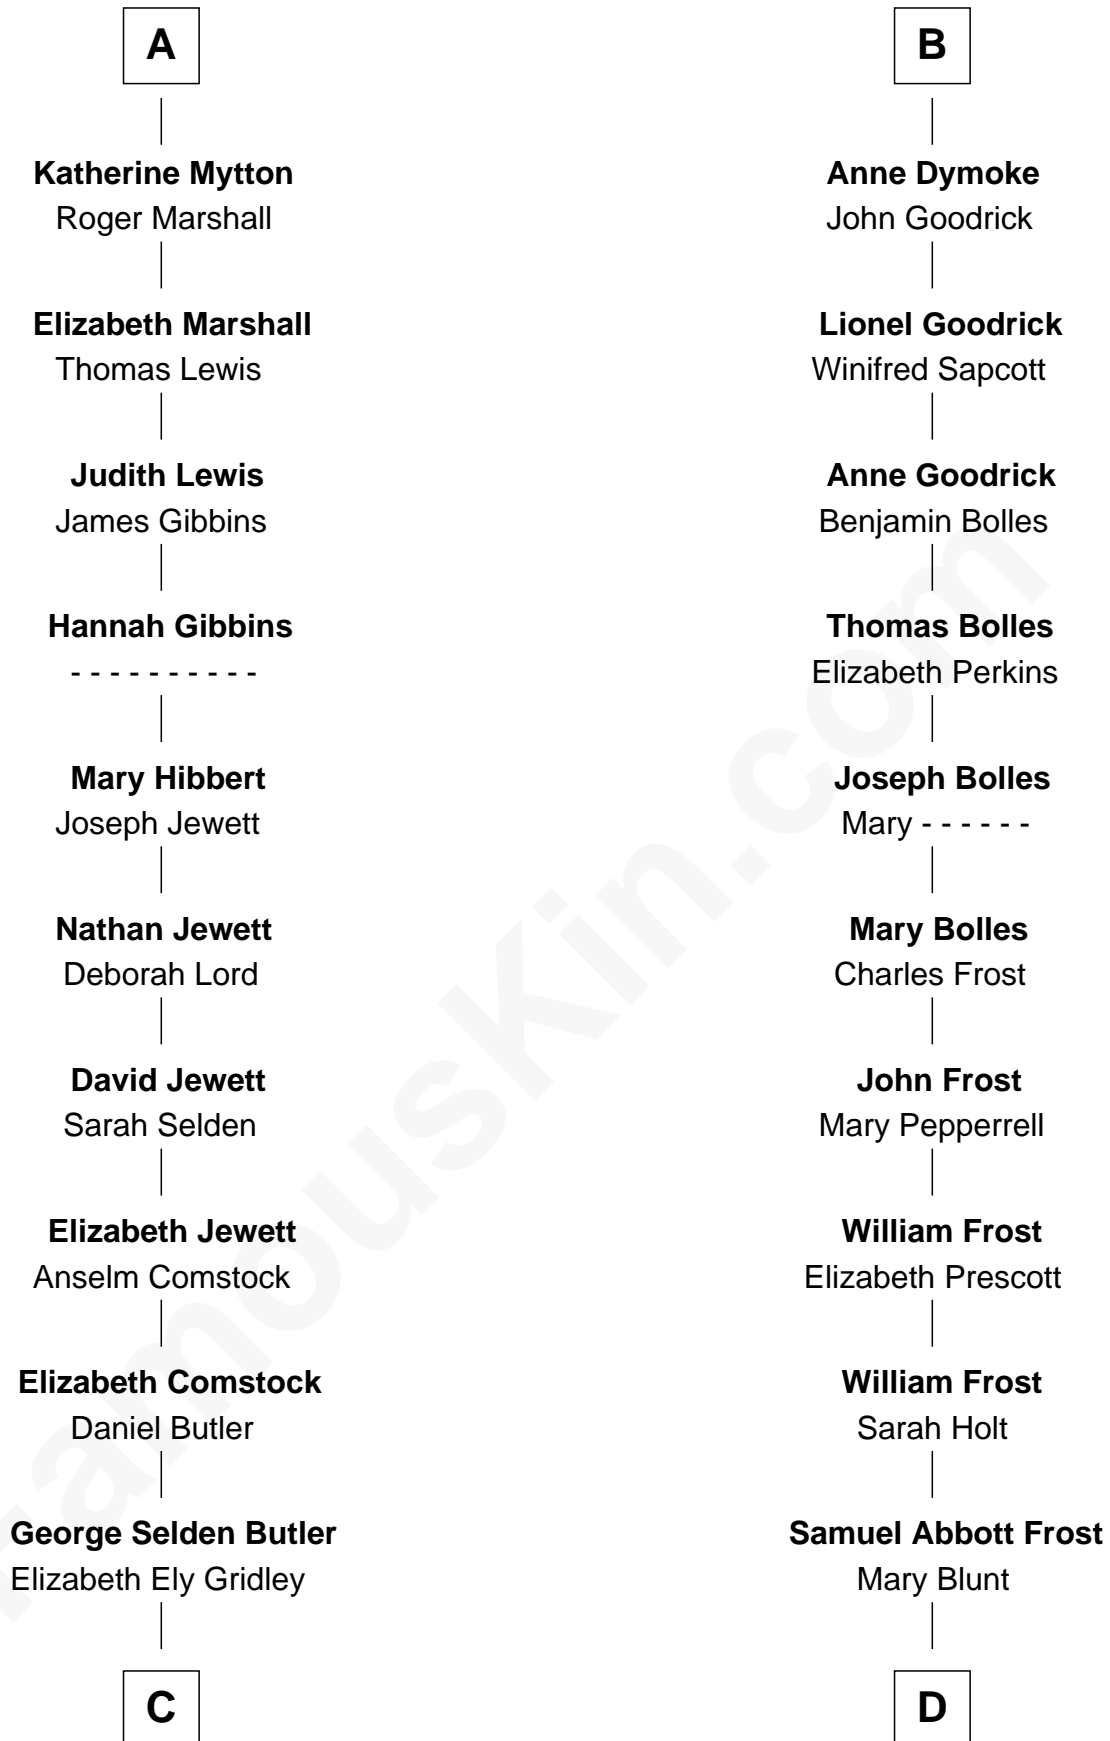 A
Katherine Mytton
Roger Marshall
Elizabeth Marshall
Thomas Lewis
Judith Lewis
James Gibbins
Hannah Gibbins
- - - - - - - - - -
Mary Hibbert
Joseph Jewett
Nathan Jewett
Deborah Lord
David Jewett
Sarah Selden
Elizabeth Jewett
Anselm Comstock
Elizabeth Comstock
Daniel Butler
George Selden Butler
Elizabeth Ely Gridley
C
B
Anne Dymoke
John Goodrick
Lionel Goodrick
Winifred Sapcott
Anne Goodrick
Benjamin Bolles
Thomas Bolles
Elizabeth Perkins
Joseph Bolles
Mary - - - - - -
Mary Bolles
Charles Frost
John Frost
Mary Pepperrell
William Frost
Elizabeth Prescott
William Frost
Sarah Holt
Samuel Abbott Frost
Mary Blunt
D
FamousKin.com